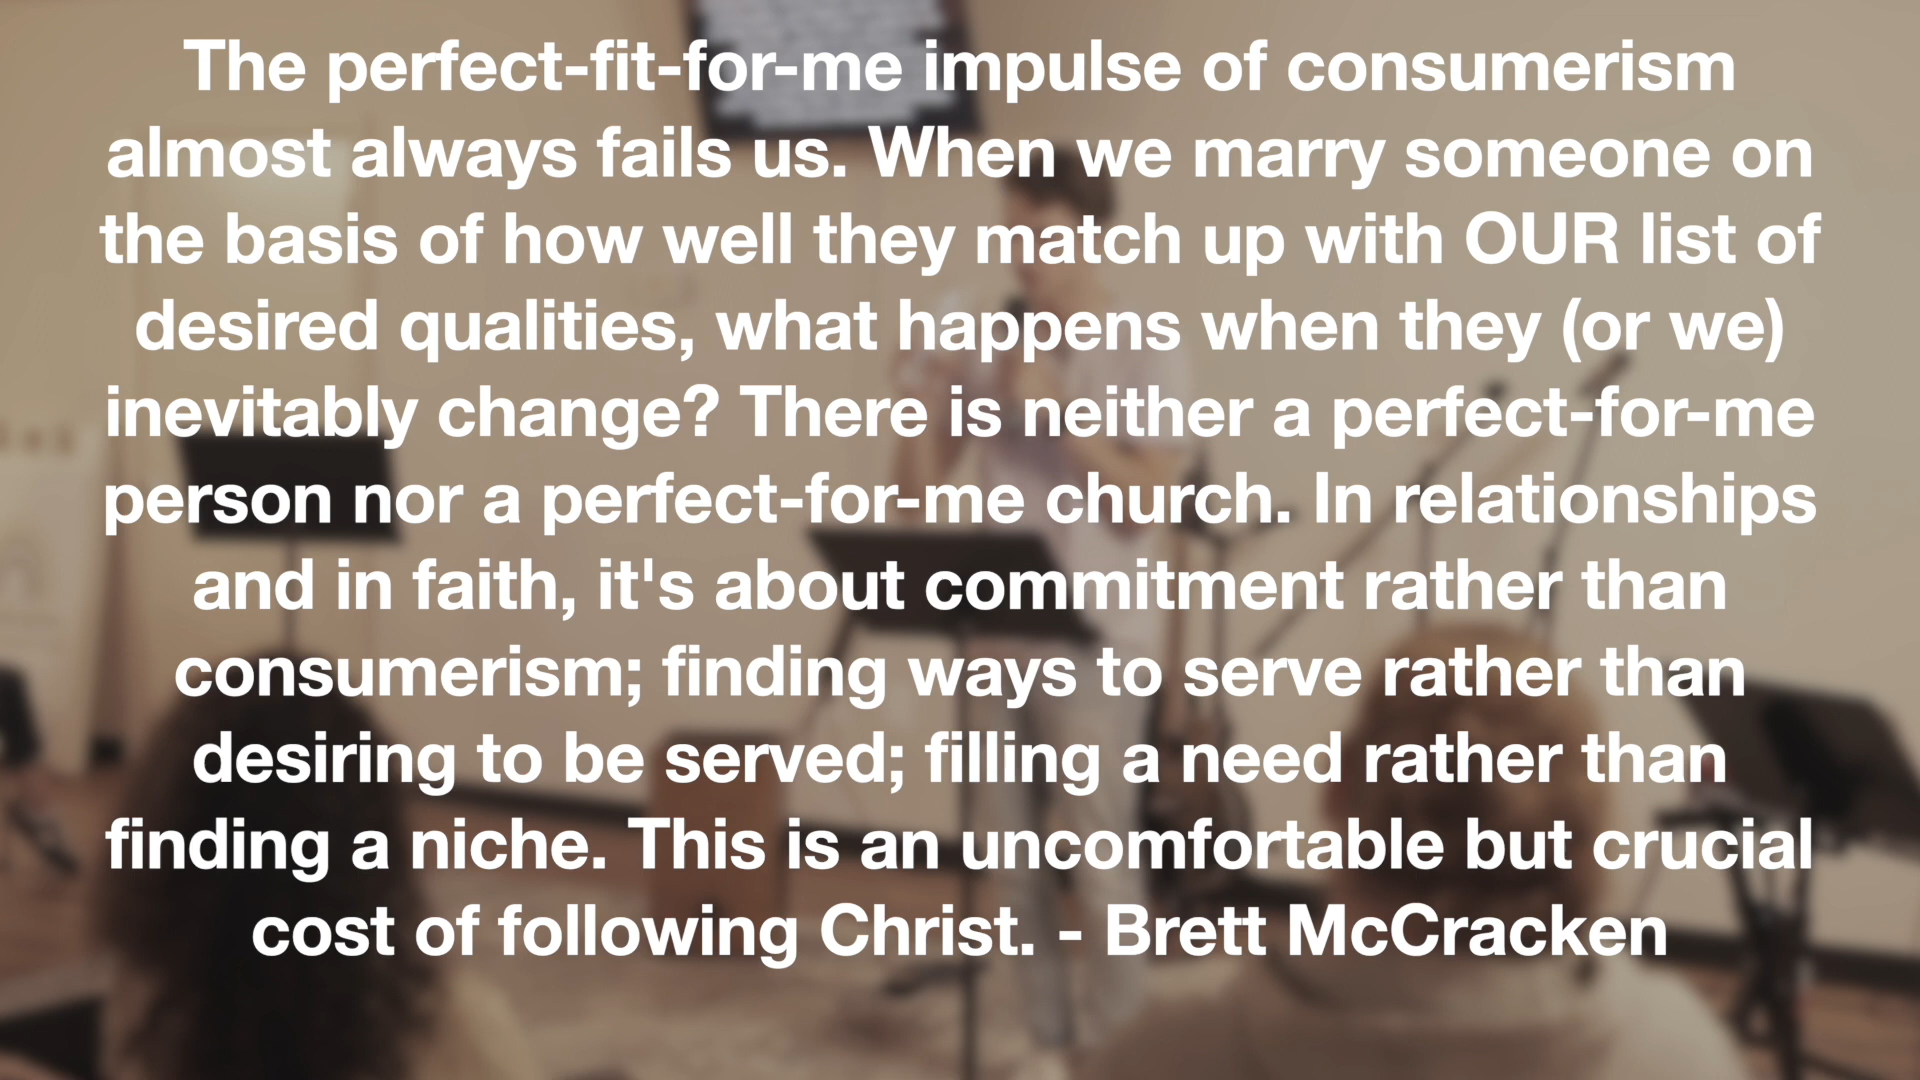 The perfect-fit-for-me impulse of consumerism
almost always fails us. When we marry someone on
the basis of how well they match up with OUR list of
desired qualities, what happens when they (or we)
inevitably change? There is neither a perfect-for-me
person nor a perfect-for-me church. In relationships
and in faith, it's about commitment rather than
consumerism; finding ways to serve rather than
desiring to be served; filling a need rather than
finding a niche. This is an uncomfortable but crucial
cost of following Christ. - Brett McCracken